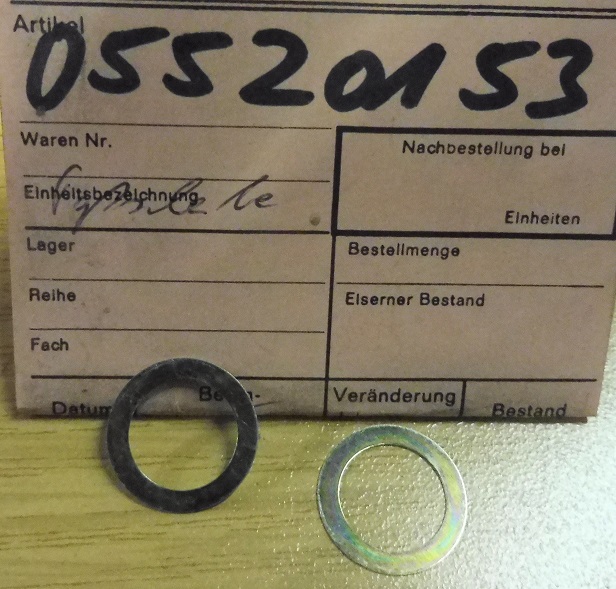 Artikel
05520153
Waren Nr.
Nachbestellung bei
Einheitsbezeichnung
Einheiten
Lager
Bestellmenge
Reihe
Eiserner Bestand
Fach
Datum
Veränderung
Bestand